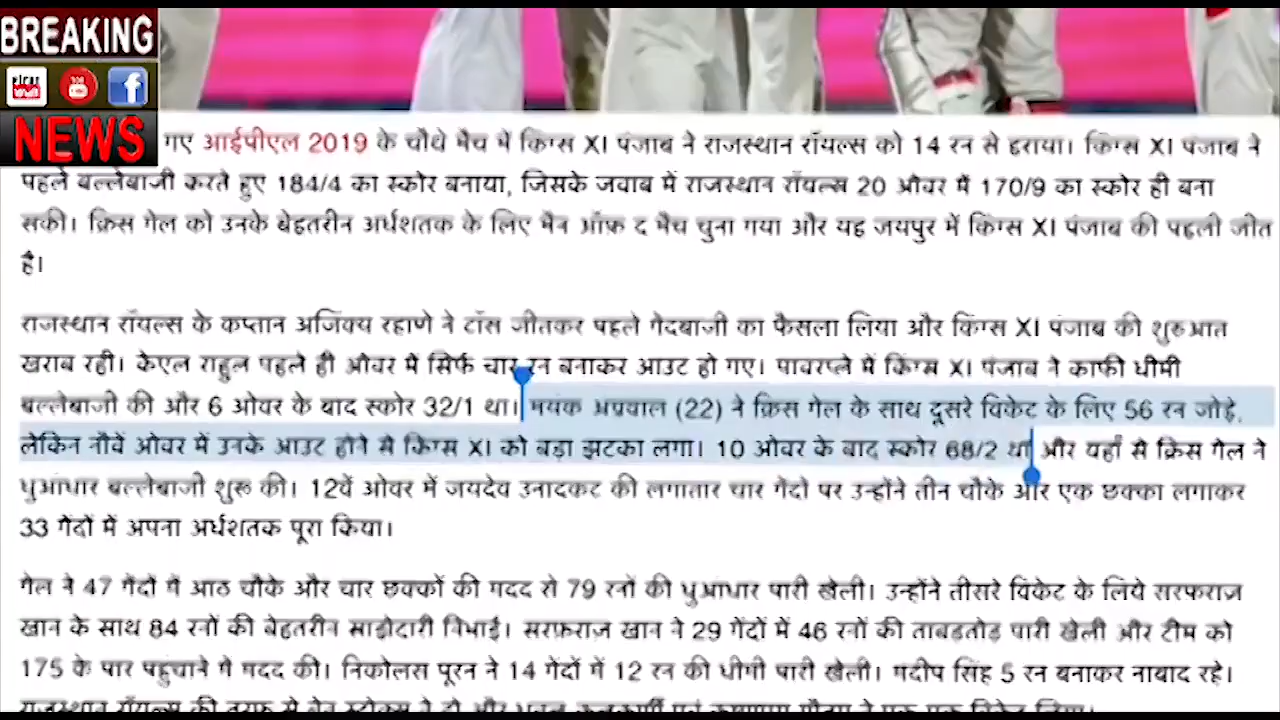 BREAKING
NEWS
गए आईपीएल 2019 के चौथे मैच में किंग्स XI पंजाब ने राजस्थान रॉयल्स को 14 रन से हराया। किंग्स XI पंजाब ने
पहले बल्लेबाजी करते हुए 184/4 का स्कोर बनाया, जिसके जवाब में राजस्थान रॉयल्स 20 ओवर में 170/9 का स्कोर ही बना
सकी। क्रिस गेल को उनके बेहतरीन अर्धशतक के लिए मैन ऑफ़ द मैच चुना गया और यह जयपुर में किंग्स XI पंजाब की पहली जीत
है।
राजस्थान रॉयल्स के कप्तान अजिंक्य रहाणे ने टॉस जीतकर पहले गेंदबाजी का फैसला लिया और किंग्स XI पंजाब की शुरुआत
खराब रही। केएल राहुल पहले ही ओवर में सिर्फ चार रन बनाकर आउट हो गए। पावरप्ले में किंग्स XI पंजाब ने काफी धीमी
बल्लेबाजी की और 6 ओवर के बाद स्कोर 32/1 था। मयंक अग्रवाल (22) ने क्रिस गेल के साथ दूसरे विकेट के लिए 56 रन जोड़े,
लेकिन नौवें ओवर में उनके आउट होने से किंग्स XI को बड़ा झटका लगा। 10 ओवर के बाद स्कोर 68/2 था और यहाँ से क्रिस गेल ने
धुआंधार बल्लेबाजी शुरू की। 12वें ओवर में जयदेव उनादकट की लगातार चार गेंदों पर उन्होंने तीन चौके और एक छक्का लगाकर
33 गेंदों में अपना अर्धशतक पूरा किया।
गेल ने 47 गेंदों में आठ चौके और चार छक्कों की मदद से 79 रनों की धुआंधार पारी खेली। उन्होंने तीसरे विकेट के लिये सरफराज़
खान के साथ 84 रनों की बेहतरीन साझेदारी निभाई। सरफ़राज़ खान ने 29 गेंदों में 46 रनों की ताबड़तोड़ पारी खेली और टीम को
175 के पार पहुंचाने में मदद की। निकोलस पूरन ने 14 गेंदों में 12 रन की धीमी पारी खेली। मंदीप सिंह 5 रन बनाकर नाबाद रहे।